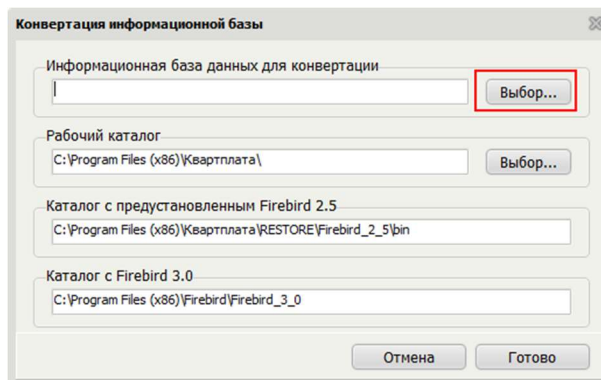 Конвертация информационной базы
Информационная база данных для конвертации
Выбор...
Рабочий каталог
C:\Program Files (x86)\Квартплата\
Выбор...
Каталог с предустановленным Firebird 2.5
C:\Program Files (x86)\Квартплата\RESTORE\Firebird_2_5\bin
Каталог с Firebird 3.0
C:\Program Files (x86)\Firebird\Firebird_3_0
Отмена
Готово